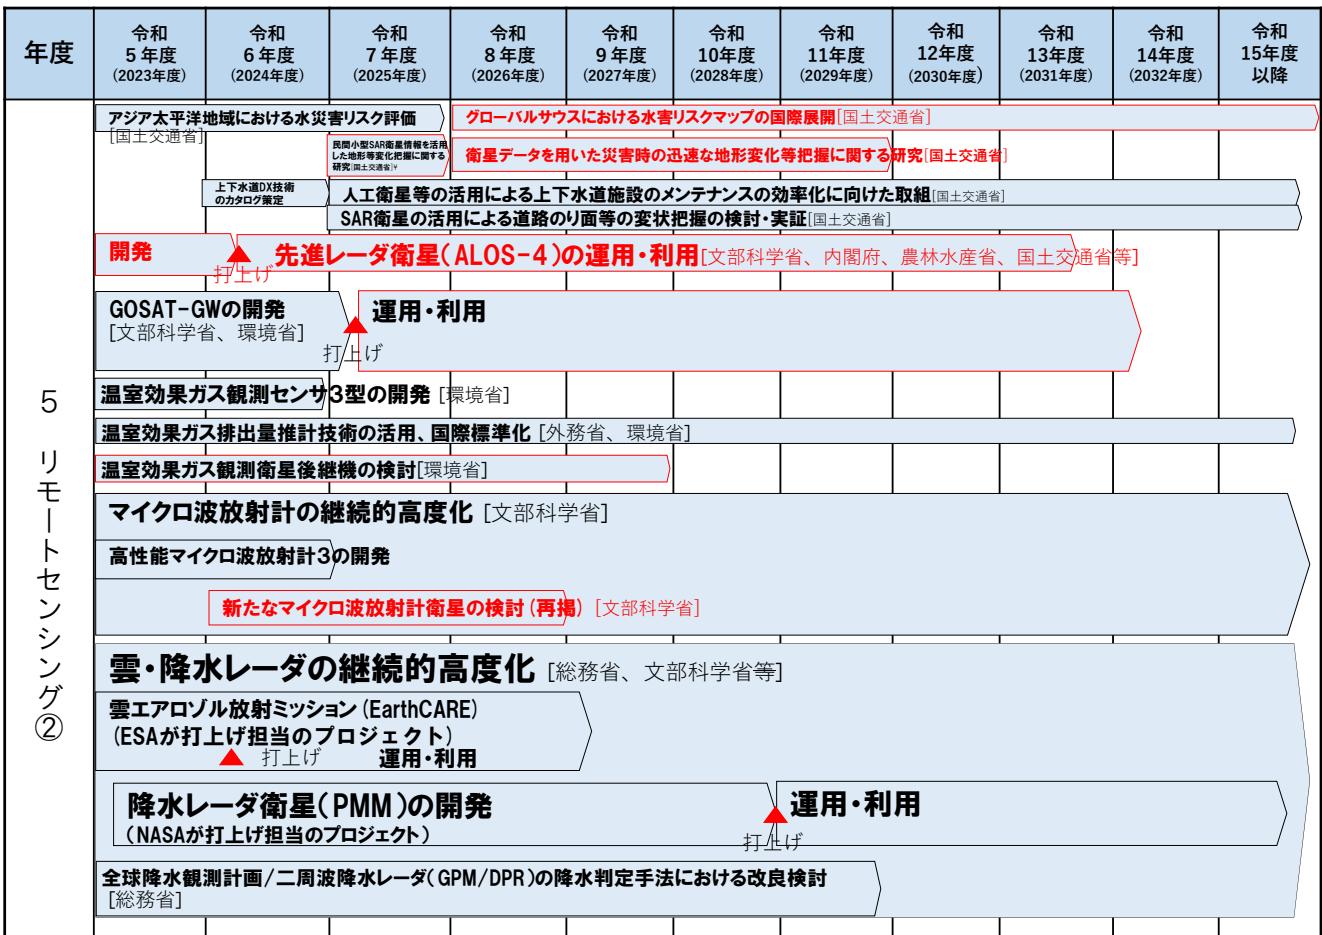 年度
令和
5年度
(2023年度)
令和
6年度
(2024年度)
令和
7年度
(2025年度)
令和
8年度
(2026年度)
令和
9年度
(2027年度)
令和
10年度
(2028年度)
令和
11年度
(2029年度)
令和
12年度
(2030年度)
令和
13年度
(2031年度)
令和
14年度
(2032年度)
令和
15年度
以降
5 リモートセンシング②
アジア太平洋地域における水災害リスク評価
[国土交通省]
グローバルサウスにおける水害リスクマップの国際展開[国土交通省]
民間小型SAR衛星情報を活用
した地形等変化把握に関する
研究[国土交通省]¥
衛星データを用いた災害時の迅速な地形変化等把握に関する研究[国土交通省]
上下水道DX技術
のカタログ策定
人工衛星等の活用による上下水道施設のメンテナンスの効率化に向けた取組[国土交通省]
SAR衛星の活用による道路のり面等の変状把握の検討・実証[国土交通省]
開発
打上げ
先進レーダ衛星(ALOS-4)の運用・利用[文部科学省、内閣府、農林水産省、国土交通省等]
GOSAT-GWの開発
[文部科学省、環境省]
打上げ
運用・利用
温室効果ガス観測センサ3型の開発 [環境省]
温室効果ガス排出量推計技術の活用、国際標準化 [外務省、環境省]
温室効果ガス観測衛星後継機の検討[環境省]
マイクロ波放射計の継続的高度化 [文部科学省]
高性能マイクロ波放射計3の開発
新たなマイクロ波放射計衛星の検討(再掲) [文部科学省]
雲・降水レーダの継続的高度化 [総務省、文部科学省等]
雲エアロゾル放射ミッション(EarthCARE)
(ESAが打上げ担当のプロジェクト)
打上げ 運用・利用
降水レーダ衛星(PMM)の開発
(NASAが打上げ担当のプロジェクト)
打上げ
運用・利用
全球降水観測計画/二周波降水レーダ(GPM/DPR)の降水判定手法における改良検討
[総務省]